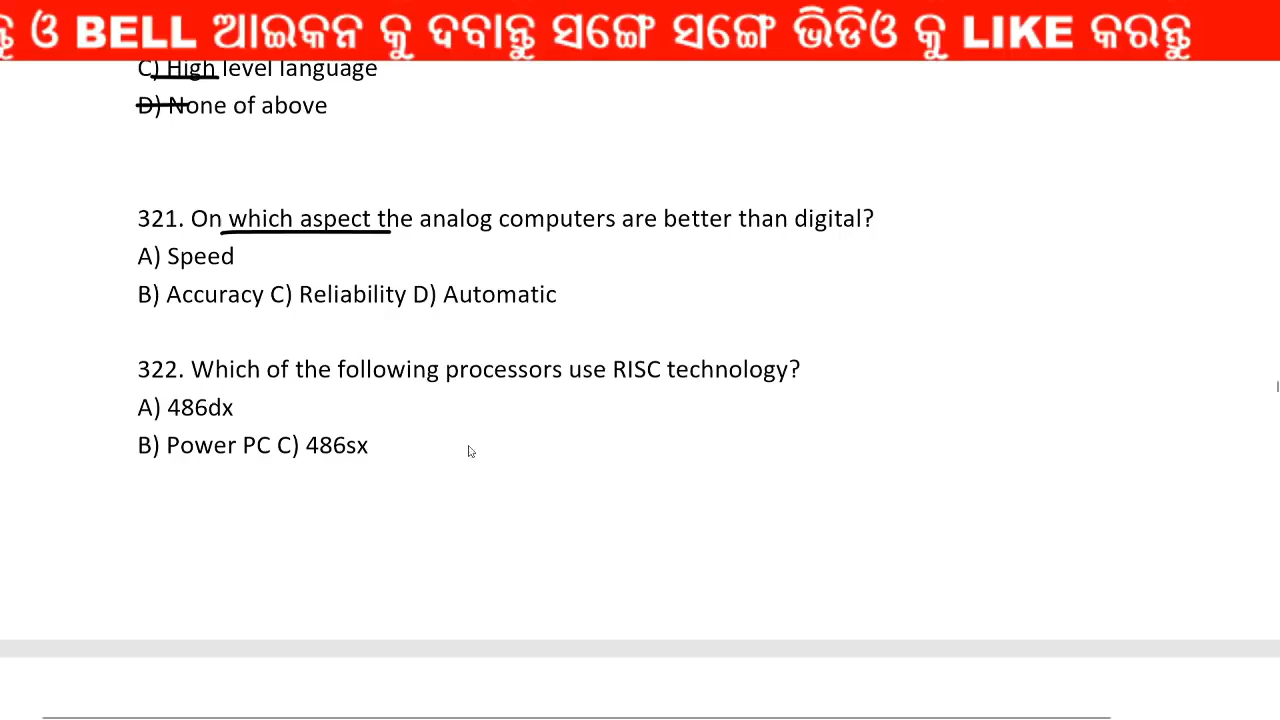 ଓ BELL ଆଇକନ କୁ ଦବାନ୍ତୁ ସଙ୍ଗେ ସଙ୍ଗେ ଭିଡିଓ କୁ LIKE କରନ୍ତୁ
C) High level language
D) None of above
321. On which aspect the analog computers are better than digital?
A) Speed
B) Accuracy C) Reliability D) Automatic
322. Which of the following processors use RISC technology?
A) 486dx
B) Power PC C) 486sx